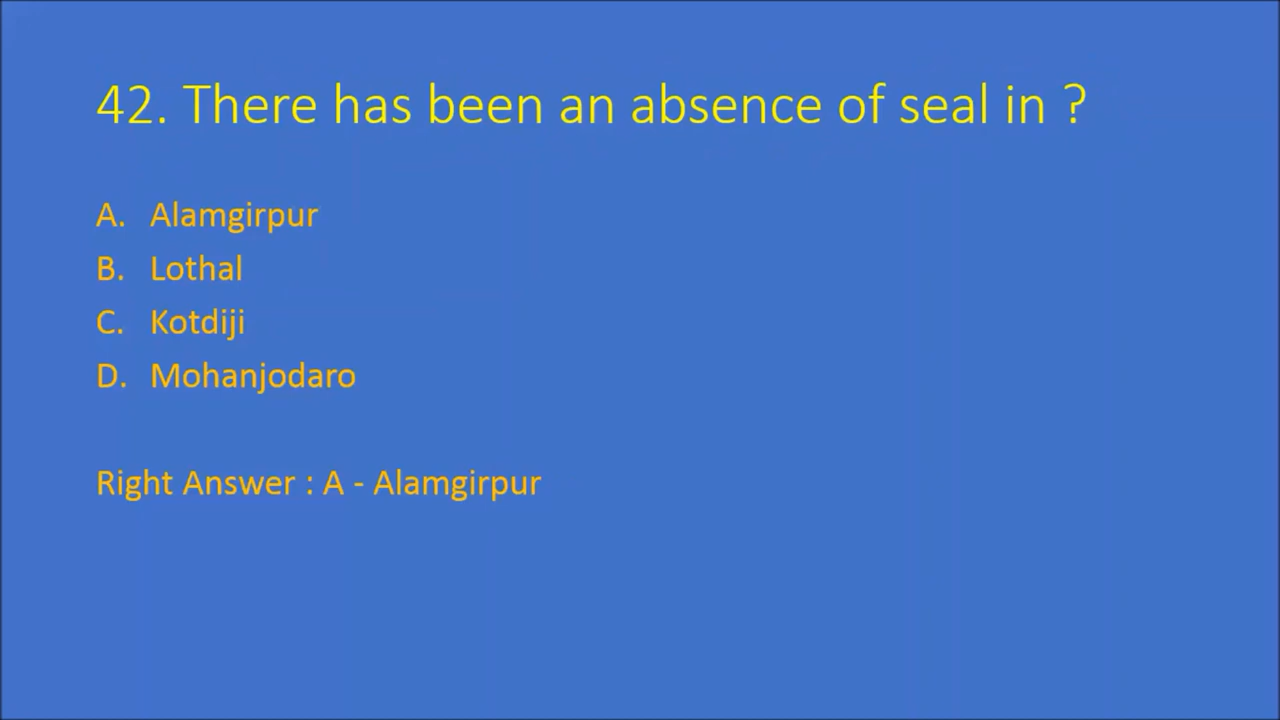 42. There has been an absence of seal in ?
A. Alamgirpur
B. Lothal
C. Kotdiji
D. Mohanjodaro
Right Answer : A - Alamgirpur